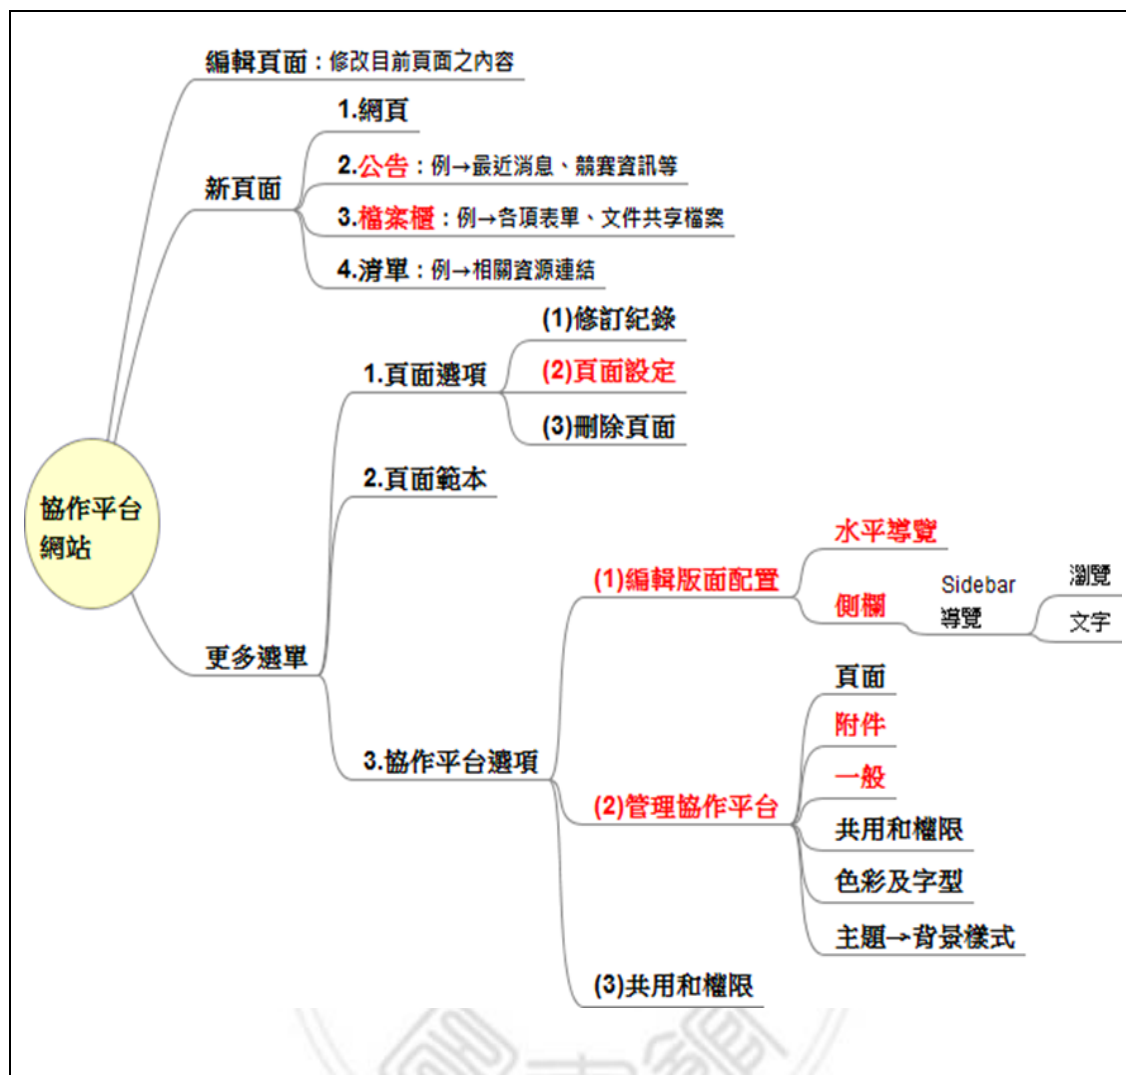 編輯頁面：修改目前頁面之內容
新頁面
1.網頁
2.公告：例→最近消息、競賽資訊等
3.檔案櫃：例→各項表單、文件共享檔案
4.清單：例→相關資源連結
協作平台
網站
更多選單
1.頁面選項
(1)修訂紀錄
(2)頁面設定
(3)刪除頁面
2.頁面範本
3.協作平台選項
(1)編輯版面配置
水平導覽
側欄
Sidebar
導覽
瀏覽
文字
(2)管理協作平台
頁面
附件
一般
共用和權限
色彩及字型
主題→背景樣式
(3)共用和權限